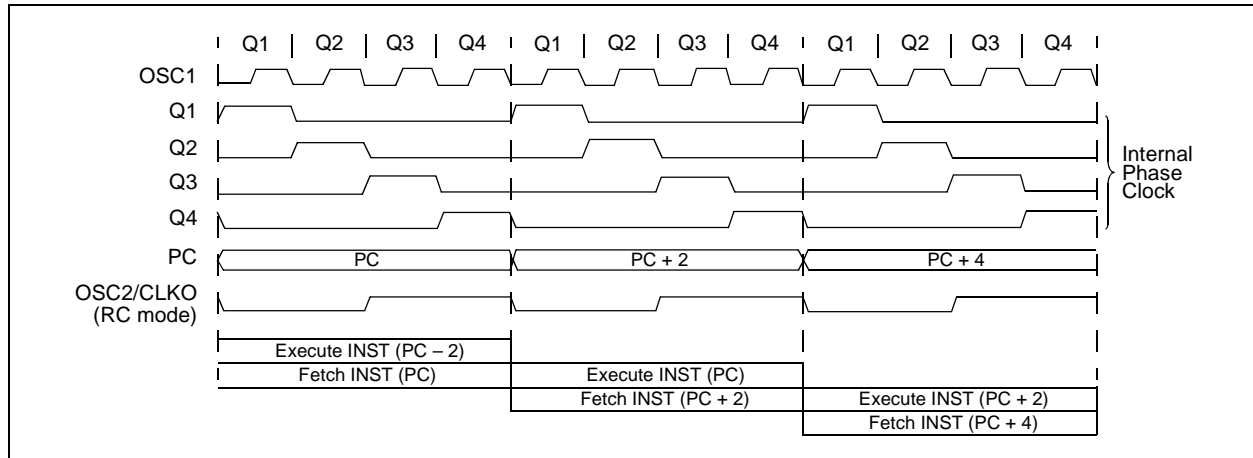 Q1 Q2 Q3 Q4 Q1 Q2 Q3 Q4 Q1 Q2 Q3 Q4
OSC1
Q1
Q2
Q3
Q4
Internal
Phase
Clock
PC PC PC + 2 PC + 4
OSC2/CLKO
(RC mode)
Execute INST (PC – 2)
Fetch INST (PC) Execute INST (PC)
Fetch INST (PC + 2) Execute INST (PC + 2)
Fetch INST (PC + 4)